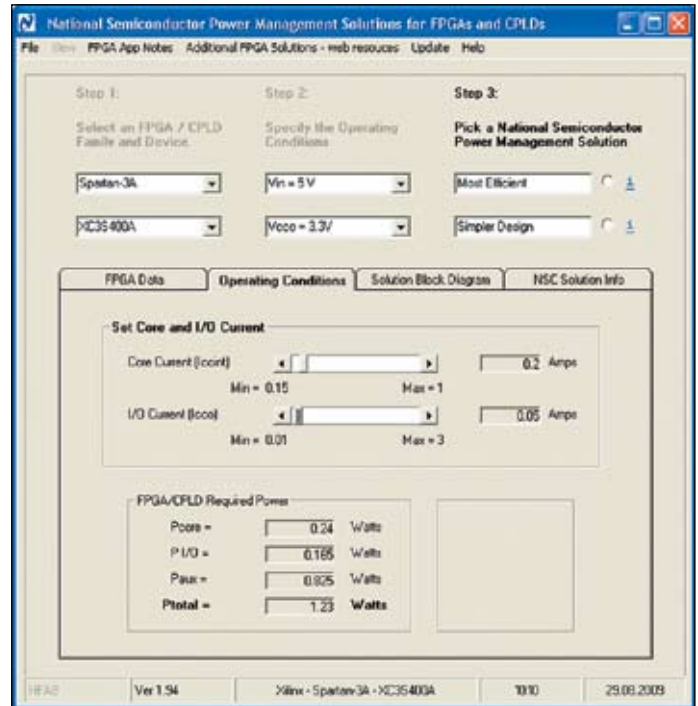 National Semiconductor Power Management Solutions for FPGAs and CPLDs
File View FPGA App Notes Additional FPGA Solutions - web resouces Update Help
Step 1: Step 2: Step 3:
Select an FPGA / CPLD Family and Device. Specify the Operating Conditions Pick a National Semiconductor Power Management Solution
Spartan-3A Vin = 5 V Most Efficient i
XC3S400A Vcco = 3.3V Simpler Design i
FPGA Data Operating Conditions Solution Block Diagram NSC Solution Info
Set Core and I/O Current
Core Current (Iccint) 0.2 Amps
Min = 0.15 Max = 1
I/O Current (Icco) 0.05 Amps
Min = 0.01 Max = 3
FPGA/CPLD Required Power
Pcore = 0.24 Watts
P I/O = 0.165 Watts
Paux = 0.825 Watts
Ptotal = 1.23 Watts
Ver 1.94 Xilinx - Spartan-3A - XC3S400A 10:10 29.08.2009